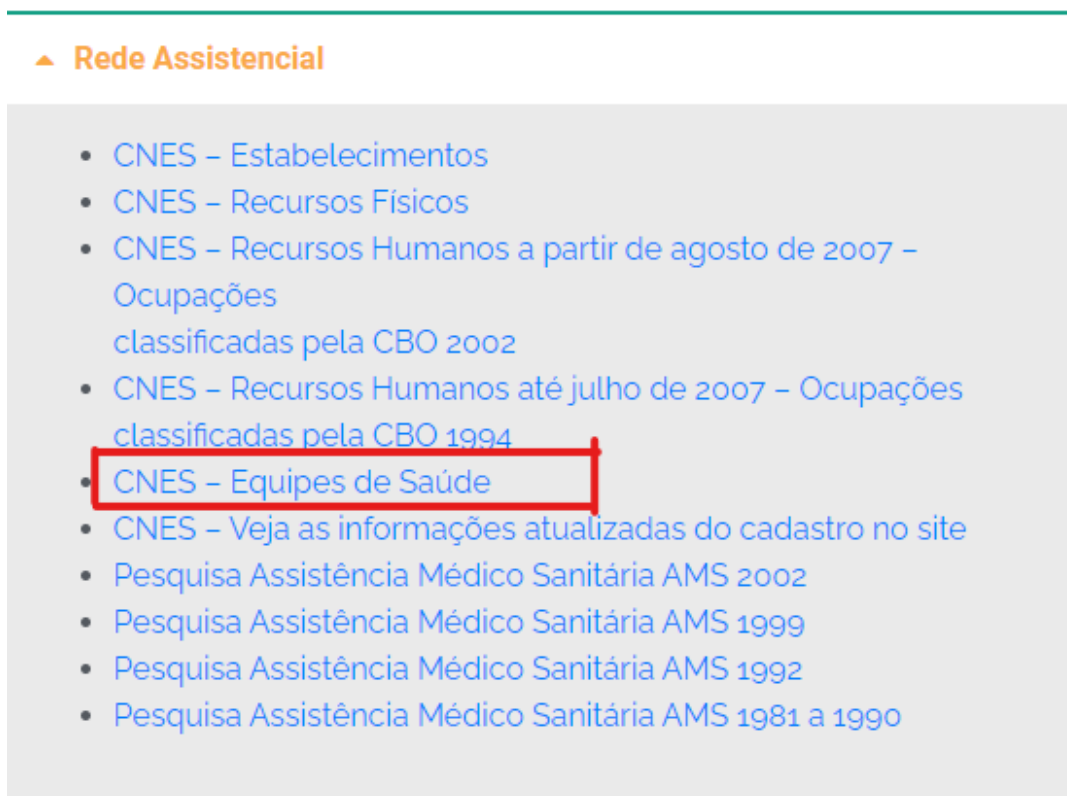 Rede Assistencial
CNES – Estabelecimentos
CNES – Recursos Físicos
CNES – Recursos Humanos a partir de agosto de 2007 –
Ocupações
classificadas pela CBO 2002
CNES – Recursos Humanos até julho de 2007 – Ocupações
classificadas pela CBO 1994
CNES – Equipes de Saúde
CNES – Veja as informações atualizadas do cadastro no site
Pesquisa Assistência Médico Sanitária AMS 2002
Pesquisa Assistência Médico Sanitária AMS 1999
Pesquisa Assistência Médico Sanitária AMS 1992
Pesquisa Assistência Médico Sanitária AMS 1981 a 1990